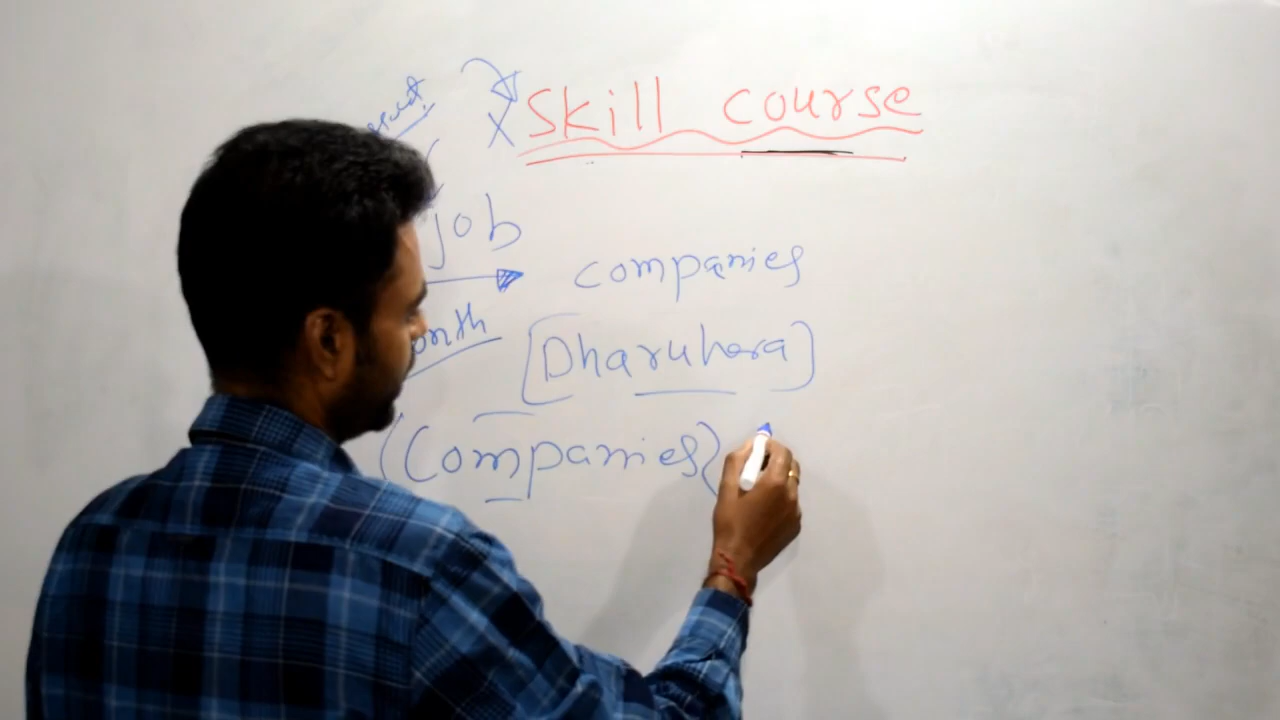 Skill course
job
companies
[Dharuhera]
(Companies)